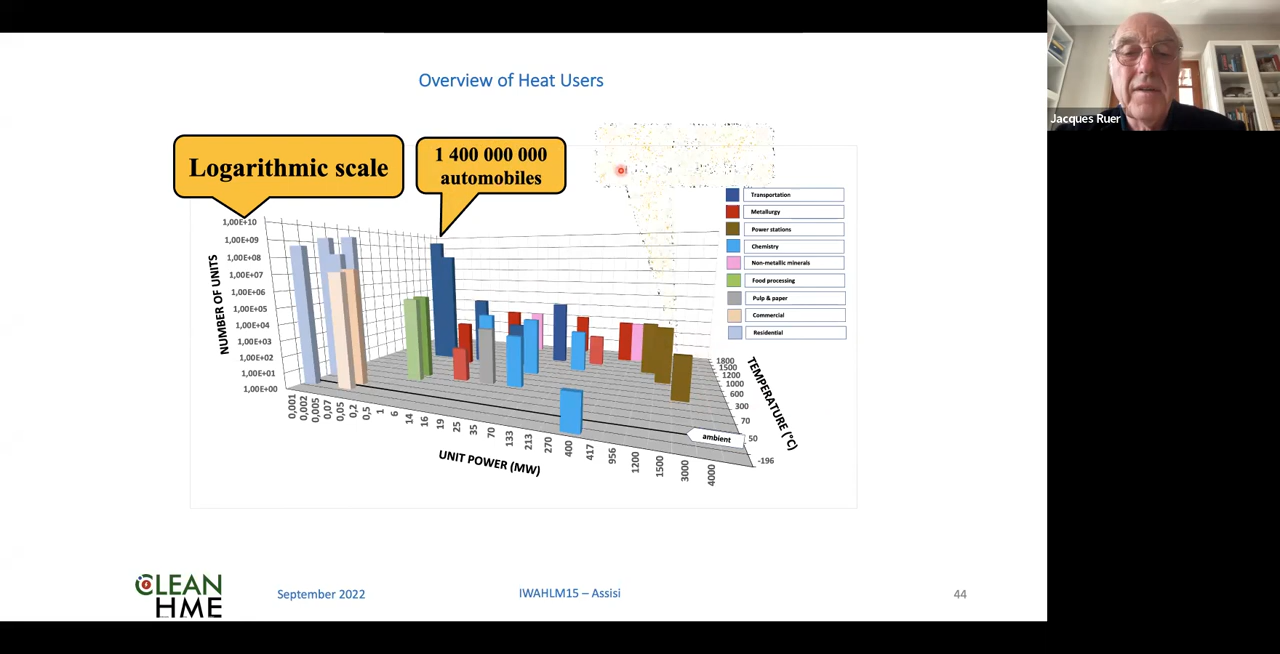 Overview of Heat Users
Jacques Ruer
Logarithmic scale
1 400 000 000
automobiles
1,00E+10
1,00E+09
1,00E+08
1,00E+07
1,00E+06
1,00E+05
1,00E+04
1,00E+03
1,00E+02
1,00E+01
1,00E+00
NUMBER OF UNITS
Transportation
Metallurgy
Power stations
Chemistry
Non-metallic minerals
Food processing
Pulp & paper
Commercial
Residential
1800
1500
1200
1000
600
300
70
50
-196
TEMPERATURE (°C)
ambient
0,001
0,002
0,005
0,07
0,05
0,2
0,5
1
6
14
16
19
25
35
70
133
213
270
400
417
956
1200
1500
3000
4000
UNIT POWER (MW)
CLEAN
HME
September 2022
IWAHLM15 – Assisi
44